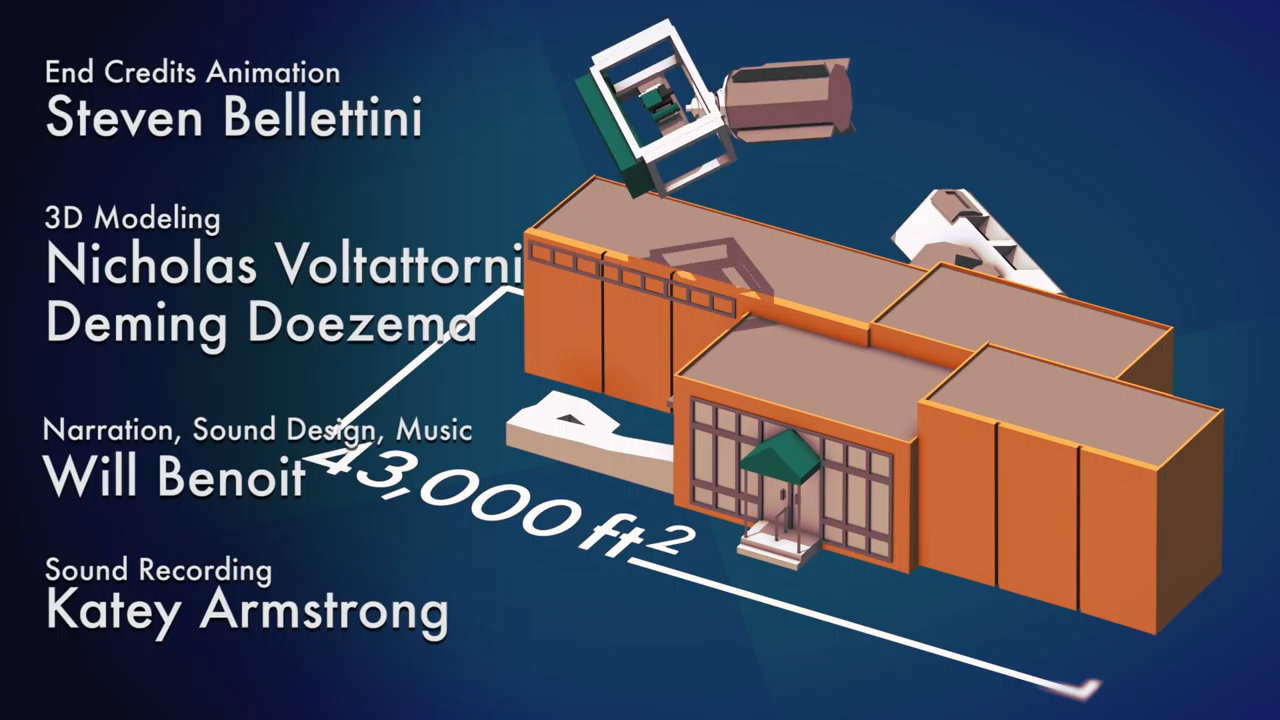 End Credits Animation
Steven Bellettini
3D Modeling
Nicholas Voltattorni
Deming Doezema
Narration, Sound Design, Music
Will Benoit
43,000 ft²
Sound Recording
Katey Armstrong